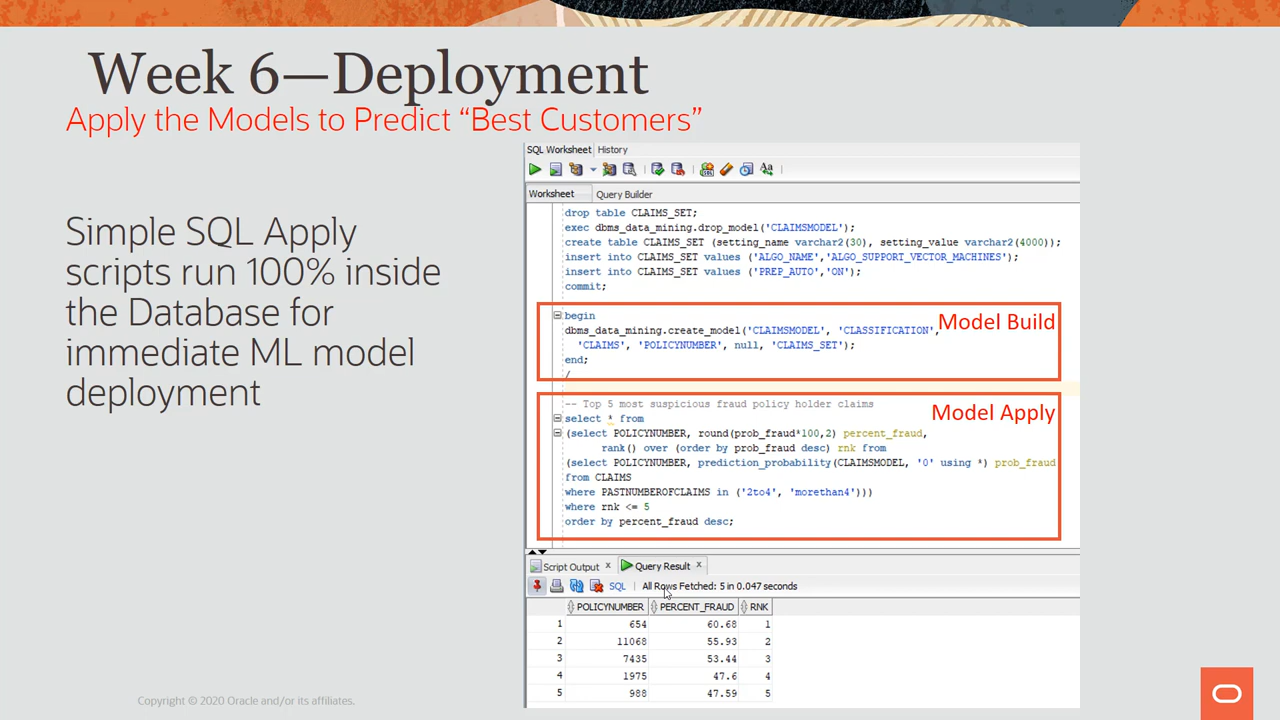 Week 6—Deployment
Apply the Models to Predict “Best Customers”
Simple SQL Apply
scripts run 100% inside
the Database for
immediate ML model
deployment
SQL Worksheet History
Worksheet Query Builder
drop table CLAIMS_SET;
exec dbms_data_mining.drop_model('CLAIMSMODEL');
create table CLAIMS_SET (setting_name varchar2(30), setting_value varchar2(4000));
insert into CLAIMS_SET values ('ALGO_NAME','ALGO_SUPPORT_VECTOR_MACHINES');
insert into CLAIMS_SET values ('PREP_AUTO','ON');
commit;
Model Build
begin
dbms_data_mining.create_model('CLAIMSMODEL', 'CLASSIFICATION',
'CLAIMS', 'POLICYNUMBER', null, 'CLAIMS_SET');
end;
/
Model Apply
-- Top 5 most suspicious fraud policy holder claims
select * from
(select POLICYNUMBER, round(prob_fraud*100,2) percent_fraud,
rank() over (order by prob_fraud desc) rnk from
(select POLICYNUMBER, prediction_probability(CLAIMSMODEL, '0' using *) prob_fraud
from CLAIMS
where PASTNUMBEROFCLAIMS in ('2to4', 'morethan4')))
where rnk <= 5
order by percent_fraud desc;
Script Output × Query Result ×
SQL | All Rows Fetched: 5 in 0.047 seconds
POLICYNUMBER PERCENT_FRAUD RNK
1 654 60.68 1
2 11068 55.93 2
3 7435 53.44 3
4 1975 47.6 4
5 988 47.59 5
Copyright © 2020 Oracle and/or its affiliates.